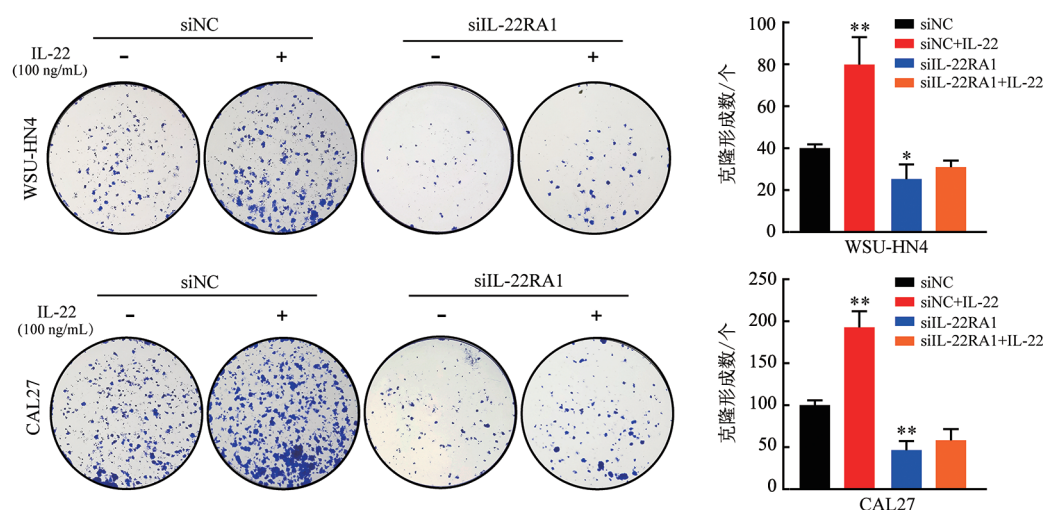 siNC siIL-22RA1
IL-22 - + - +
(100 ng/mL)
WSU-HN4
siNC siIL-22RA1
IL-22 - + - +
(100 ng/mL)
CAL27
克隆形成数/个
100
80
60
40
20
0
**
*
siNC
siNC+IL-22
siIL-22RA1
siIL-22RA1+IL-22
WSU-HN4
克隆形成数/个
250
200
150
100
50
0
**
**
siNC
siNC+IL-22
siIL-22RA1
siIL-22RA1+IL-22
CAL27